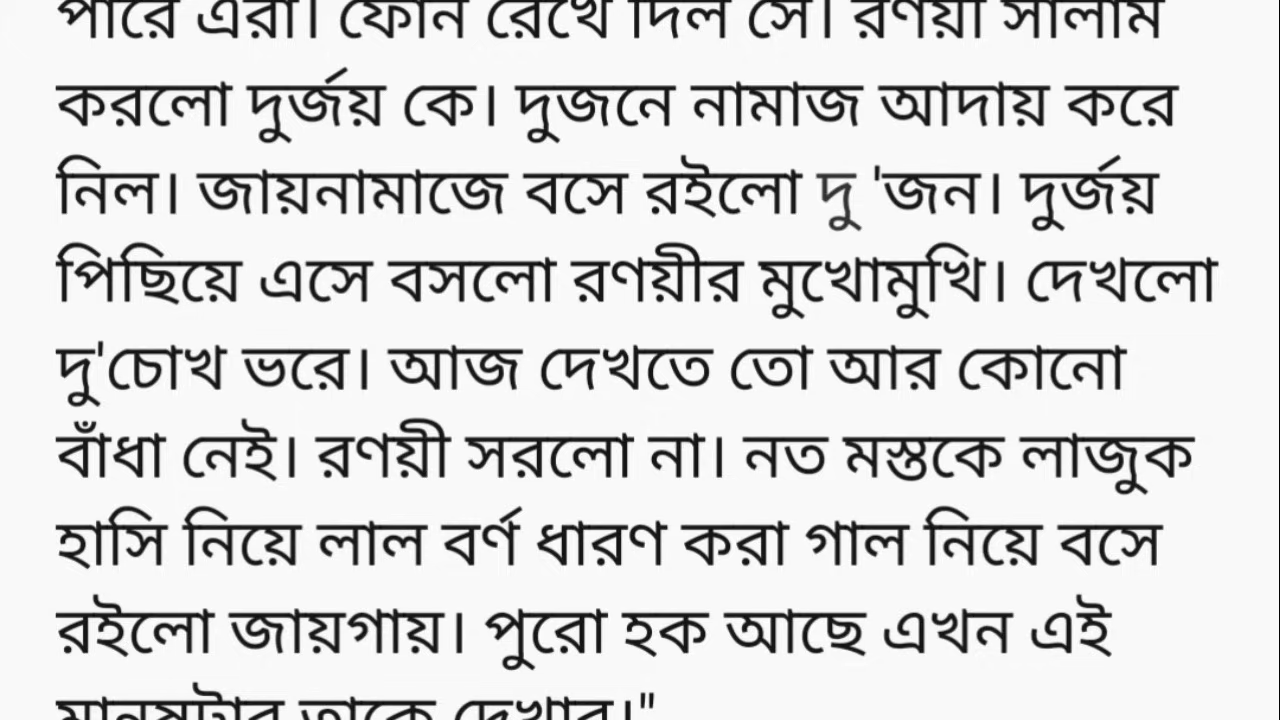 পারে এরা। ফোন রেখে দিল সে। রণয়ী সালাম
করলো দুর্জয় কে। দুজনে নামাজ আদায় করে
নিল। জায়নামাজে বসে রইলো দু 'জন। দুর্জয়
পিছিয়ে এসে বসলো রণয়ীর মুখোমুখি। দেখলো
দু'চোখ ভরে। আজ দেখতে তো আর কোনো
বাঁধা নেই। রণয়ী সরলো না। নত মস্তকে লাজুক
হাসি নিয়ে লাল বর্ণ ধারণ করা গাল নিয়ে বসে
রইলো জায়গায়। পুরো হক আছে এখন এই
মানুষটার তাকে দেখার।"